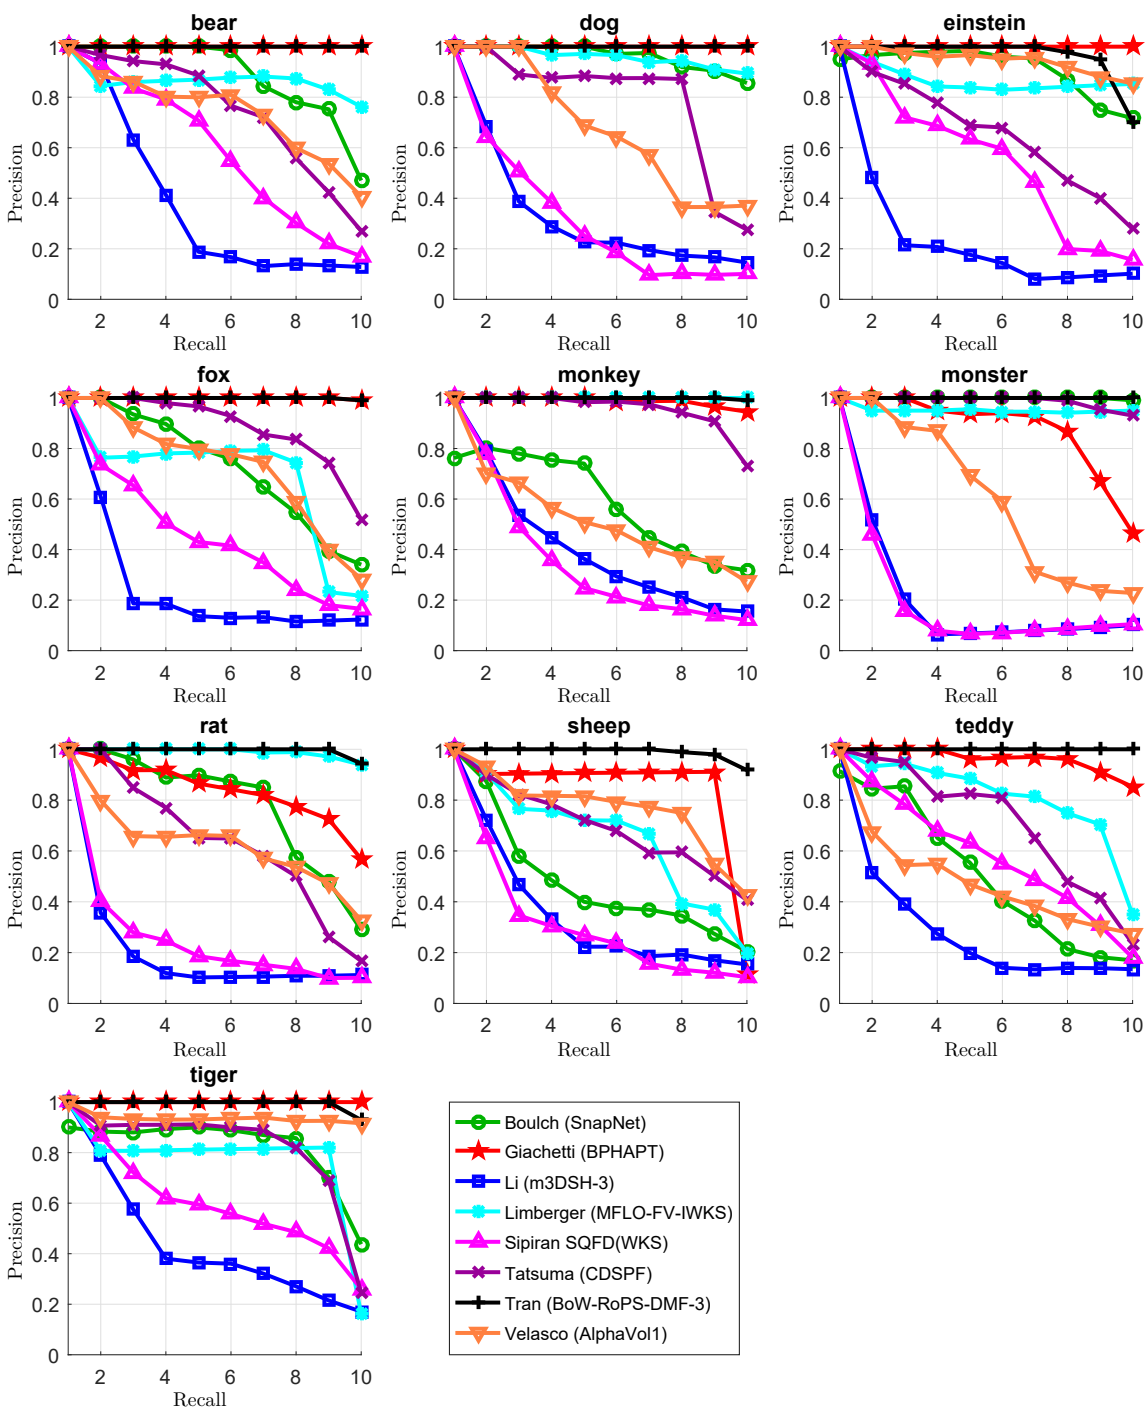 bear
dog
einstein
1
0.8
0.6
0.4
0.2
0
Precision
2 4 6 8 10
Recall
1
0.8
0.6
0.4
0.2
0
Precision
2 4 6 8 10
Recall
1
0.8
0.6
0.4
0.2
0
Precision
2 4 6 8 10
Recall
fox
monkey
monster
1
0.8
0.6
0.4
0.2
0
Precision
2 4 6 8 10
Recall
1
0.8
0.6
0.4
0.2
0
Precision
2 4 6 8 10
Recall
1
0.8
0.6
0.4
0.2
0
Precision
2 4 6 8 10
Recall
rat
sheep
teddy
1
0.8
0.6
0.4
0.2
0
Precision
2 4 6 8 10
Recall
1
0.8
0.6
0.4
0.2
0
Precision
2 4 6 8 10
Recall
1
0.8
0.6
0.4
0.2
0
Precision
2 4 6 8 10
Recall
tiger
1
0.8
0.6
0.4
0.2
0
Precision
2 4 6 8 10
Recall
Boulch (SnapNet)
Giachetti (BPHAPT)
Li (m3DSH-3)
Limberger (MFLO-FV-IWKS)
Sipiran SQFD(WKS)
Tatsuma (CDSPF)
Tran (BoW-RoPS-DMF-3)
Velasco (AlphaVol1)